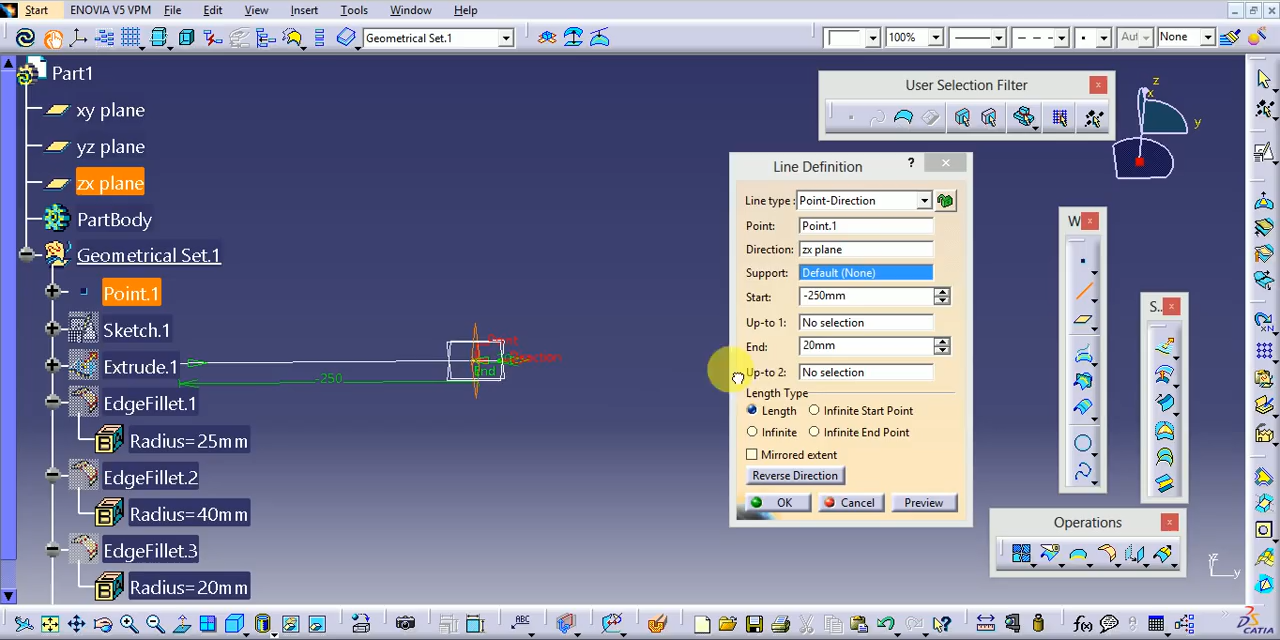 Start ENOVIA V5 VPM File Edit View Insert Tools Window Help
Geometrical Set.1 100% Aut None
Part1
xy plane
yz plane
zx plane
PartBody
Geometrical Set.1
Point.1
Sketch.1
Extrude.1
EdgeFillet.1
Radius=25mm
EdgeFillet.2
Radius=40mm
EdgeFillet.3
Radius=20mm
-250
Point
Direction
End
User Selection Filter
z
x
y
Line Definition ?
Line type : Point-Direction
Point: Point.1
Direction: zx plane
Support: Default (None)
Start: -250mm
Up-to 1: No selection
End: 20mm
Up-to 2: No selection
Length Type
Length Infinite Start Point
Infinite Infinite End Point
Mirrored extent
Reverse Direction
OK Cancel Preview
W
S..
Operations
z
y
ABC
f(x)
CATIA